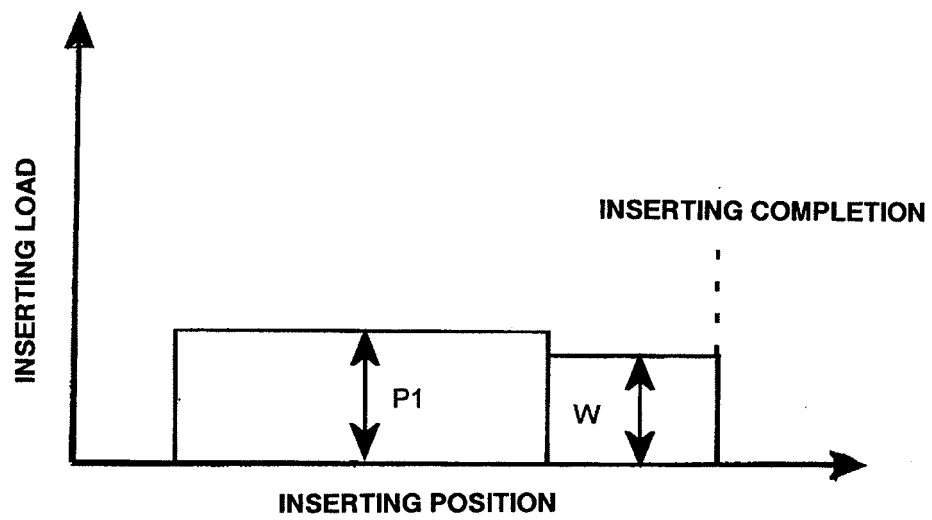 INSERTING LOAD
INSERTING COMPLETION
P1
W
INSERTING POSITION